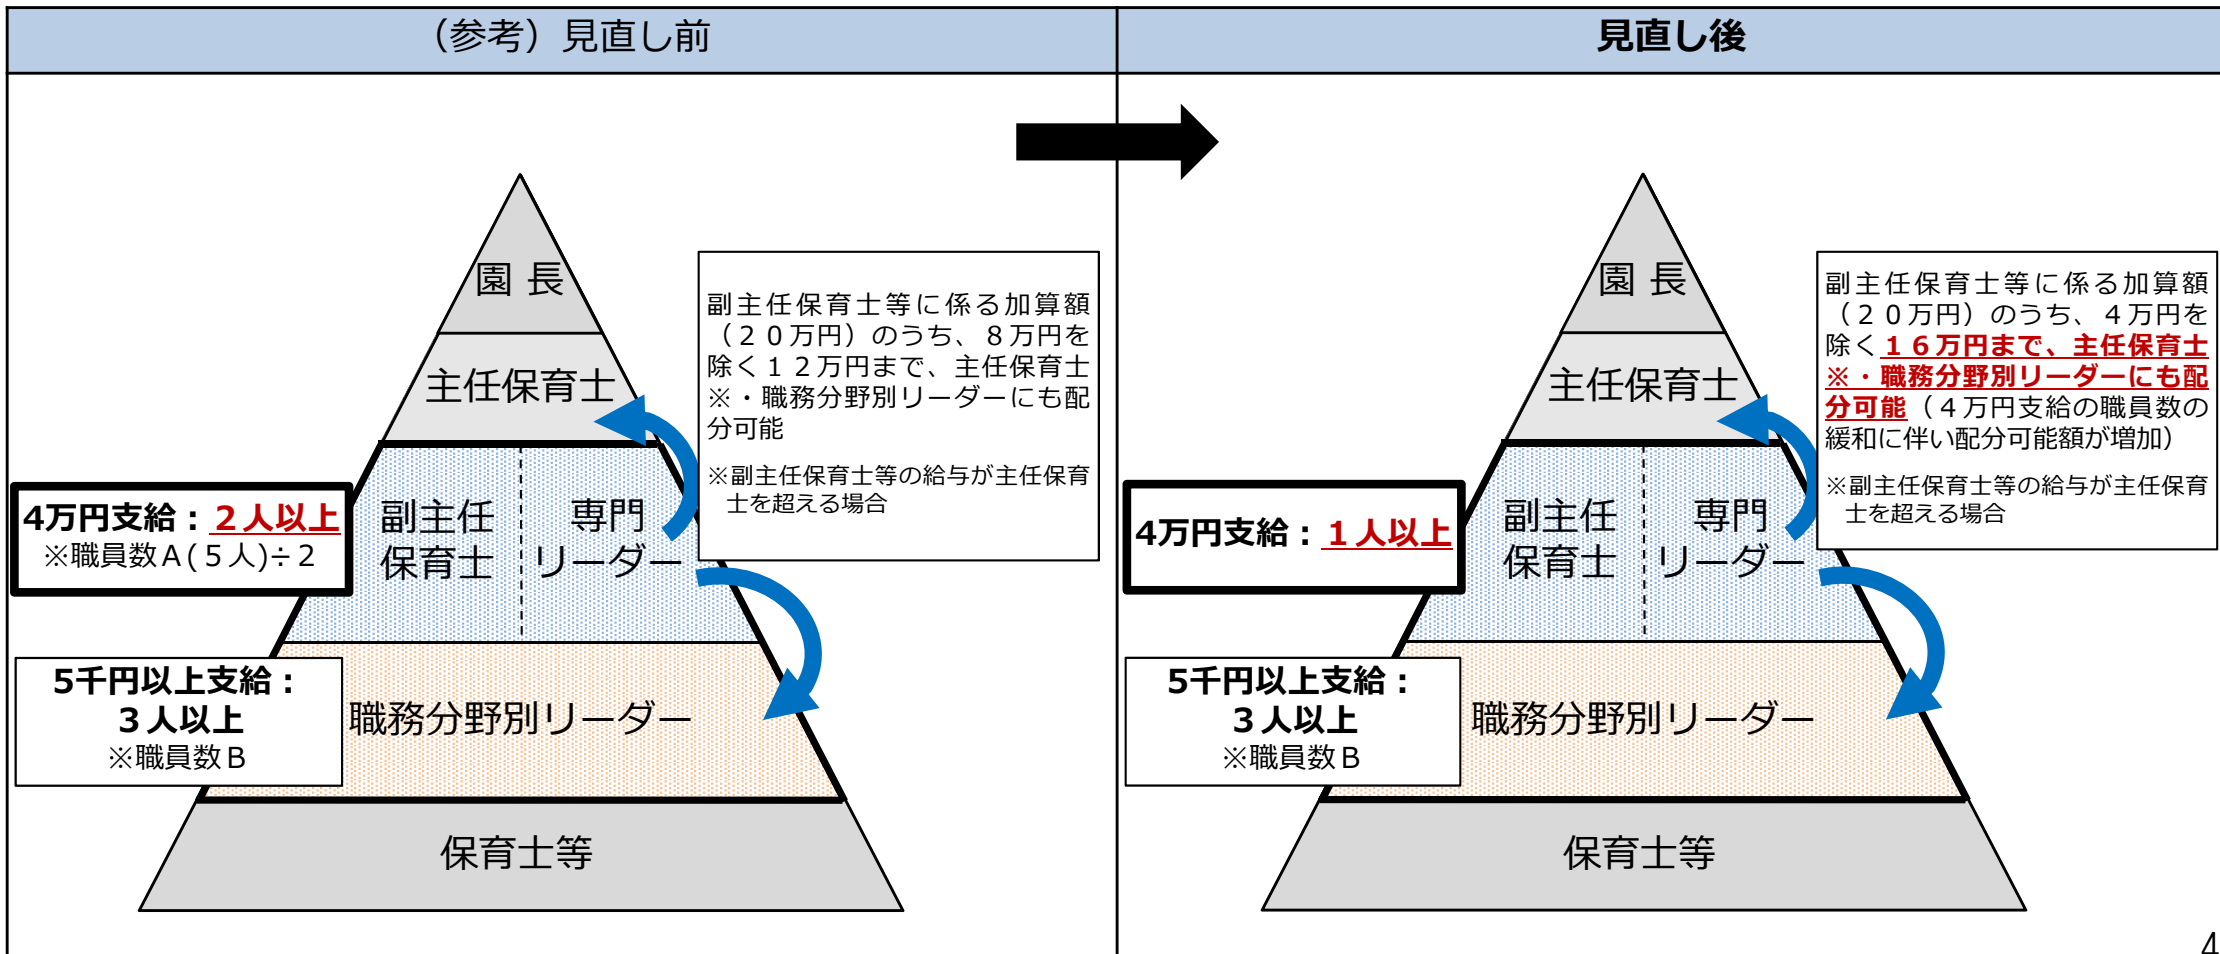 （参考）見直し前
見直し後
園 長
主任保育士
副主任
保育士
専門
リーダー
職務分野別リーダー
保育士等
4万円支給：２人以上
※職員数Ａ(５人)÷２
5千円以上支給：
３人以上
※職員数Ｂ
副主任保育士等に係る加算額
（２０万円）のうち、８万円を
除く１２万円まで、主任保育士
※・職務分野別リーダーにも配
分可能
※副主任保育士等の給与が主任保育
士を超える場合
園 長
主任保育士
副主任
保育士
専門
リーダー
職務分野別リーダー
保育士等
4万円支給：１人以上
5千円以上支給：
３人以上
※職員数Ｂ
副主任保育士等に係る加算額
（２０万円）のうち、４万円を
除く１６万円まで、主任保育士
※・職務分野別リーダーにも配
分可能（４万円支給の職員数の
緩和に伴い配分可能額が増加）
※副主任保育士等の給与が主任保育
士を超える場合
4